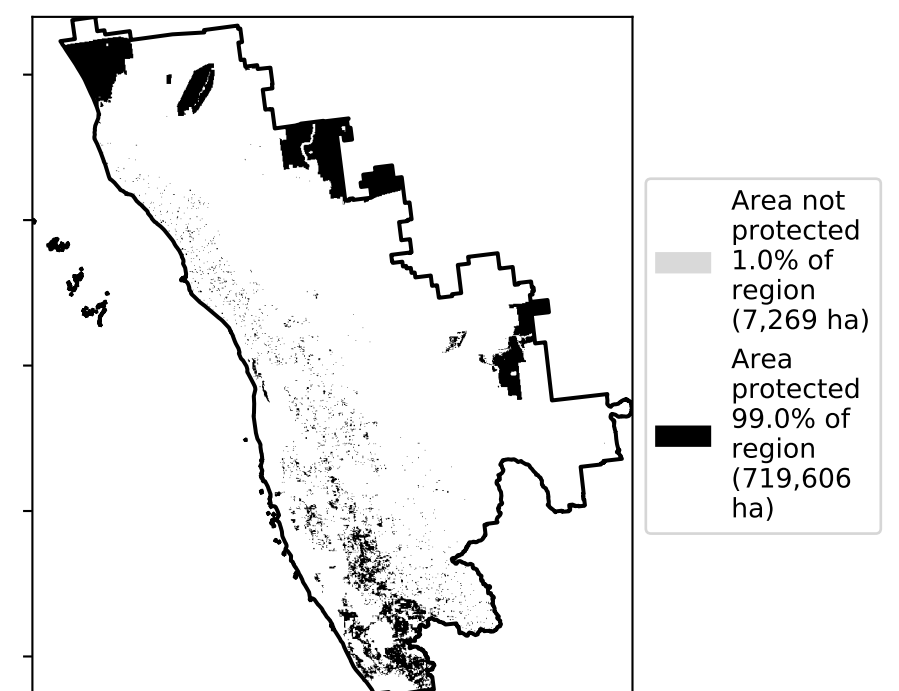 Area not
protected
1.0% of
region
(7,269 ha)
Area
protected
99.0% of
region
(719,606
ha)